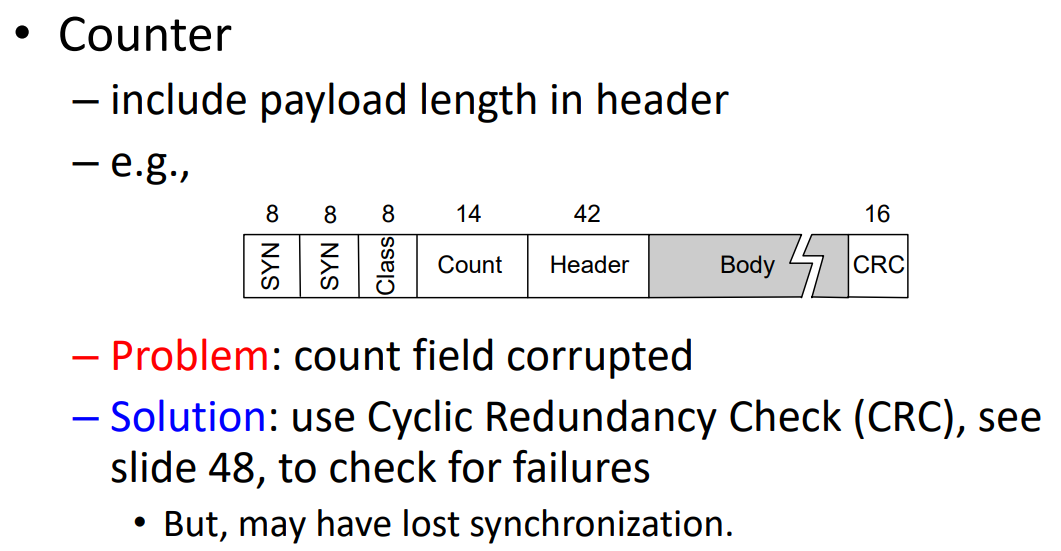 • Counter
– include payload length in header
– e.g.,
8 8 8 14 42 16
SYN SYN Class Count Header Body CRC
– Problem: count field corrupted
– Solution: use Cyclic Redundancy Check (CRC), see
slide 48, to check for failures
• But, may have lost synchronization.